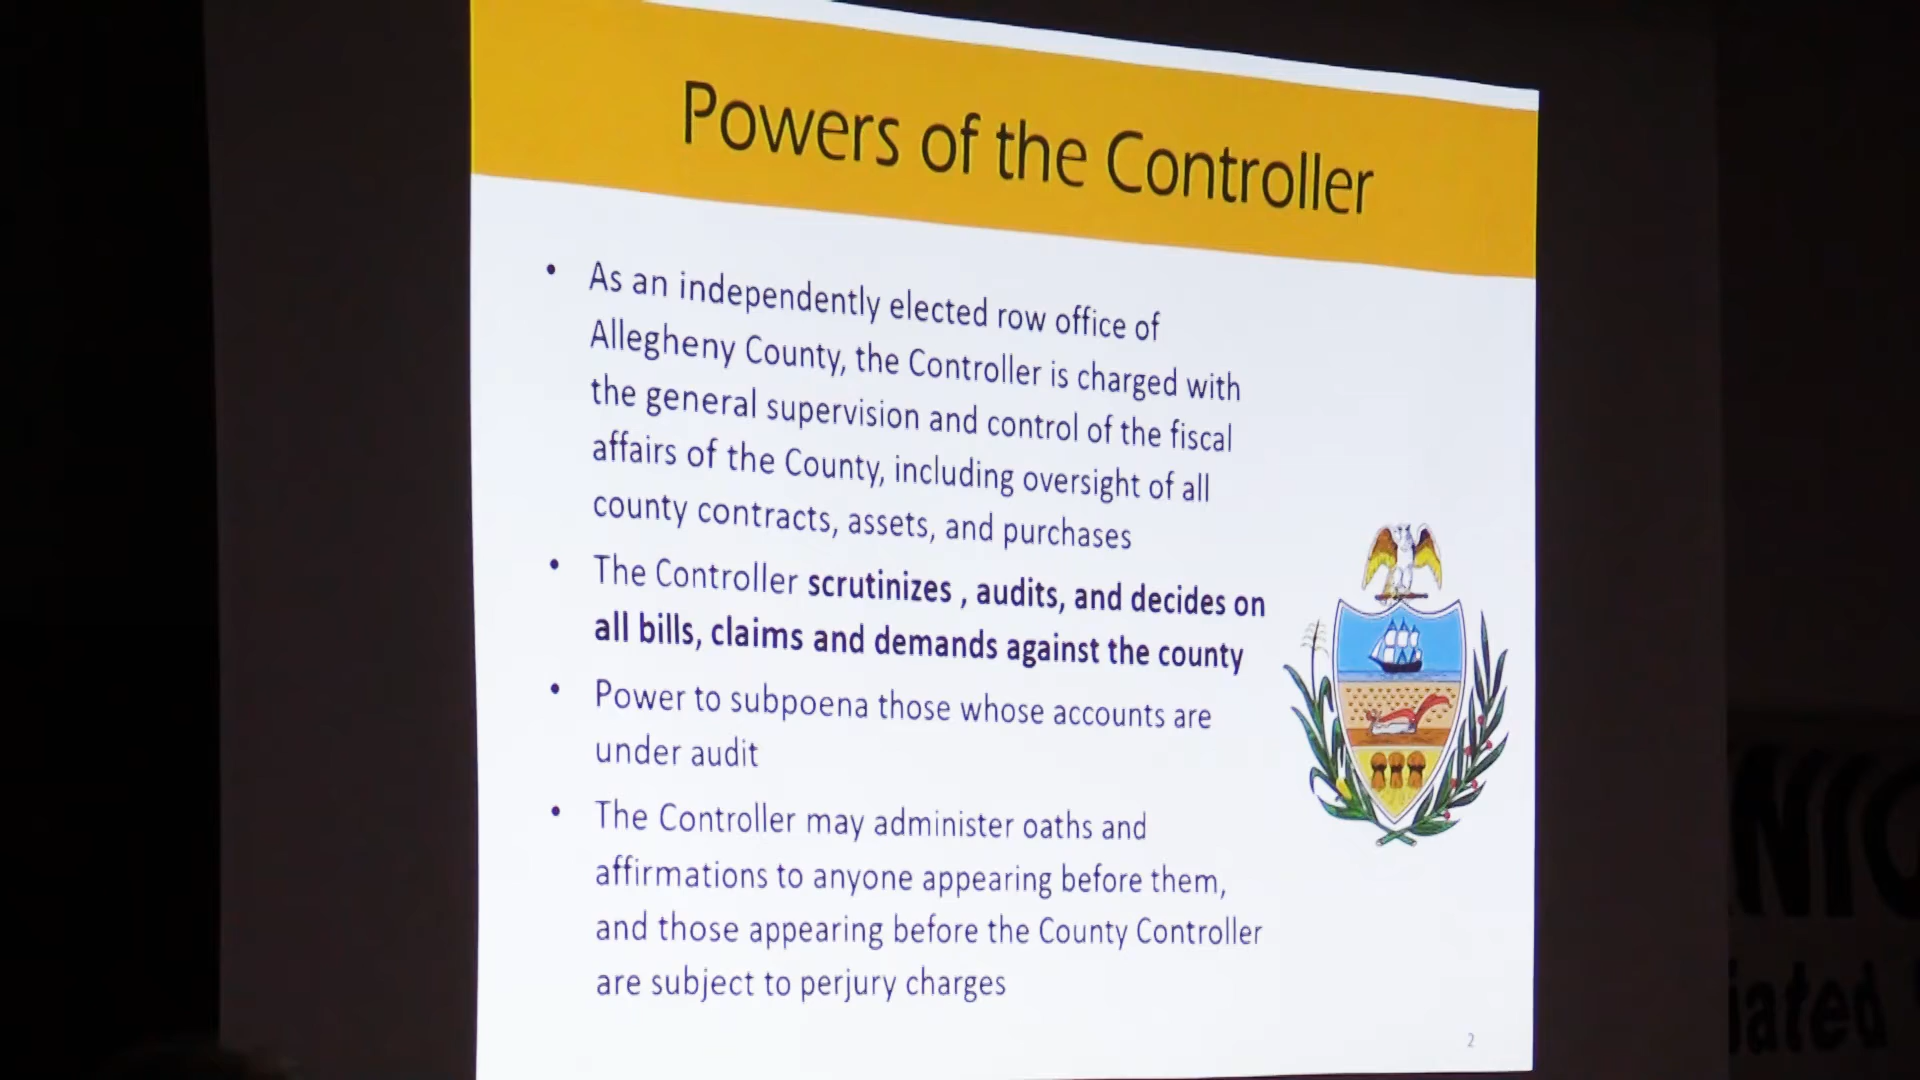 Powers of the Controller
• As an independently elected row office of
Allegheny County, the Controller is charged with
the general supervision and control of the fiscal
affairs of the County, including oversight of all
county contracts, assets, and purchases
• The Controller scrutinizes , audits, and decides on
all bills, claims and demands against the county
• Power to subpoena those whose accounts are
under audit
• The Controller may administer oaths and
affirmations to anyone appearing before them,
and those appearing before the County Controller
are subject to perjury charges
2